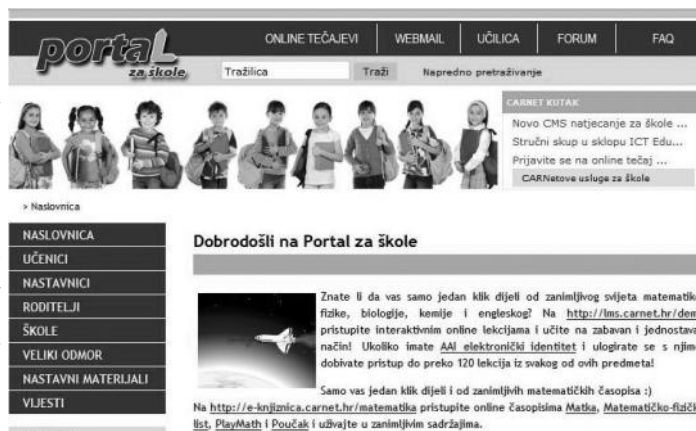 portal
za škole
ONLINE TEČAJEVI WEBMAIL UČILICA FORUM FAQ
Tražilica Traži Napredno pretraživanje
CARNET KUTAK
Novo CMS natjecanje za škole ...
Stručni skup u sklopu ICT Edu...
Prijavite se na online tečaj ...
CARNetove usluge za škole
> Naslovnica
NASLOVNICA
UČENICI
NASTAVNICI
RODITELJI
ŠKOLE
VELIKI ODMOR
NASTAVNI MATERIJALI
VIJESTI
Dobrodošli na Portal za škole
Znate li da vas samo jedan klik dijeli od zanimljivog svijeta matematike
fizike, biologije, kemije i engleskog? Na http://lms.carnet.hr/dem
pristupite interaktivnim online lekcijama i učite na zabavan i jednostava
način! Ukoliko imate AAI elektronički identitet i ulogirate se s njime
dobivate pristup do preko 120 lekcija iz svakog od ovih predmeta!
Samo vas jedan klik dijeli i od zanimljivih matematičkih časopisa :)
Na http://e-knjiznica.carnet.hr/matematika pristupite online časopisima Matka, Matematičko-fizičk
list, PlayMath i Poučak i uživajte u zanimljivim sadržajima.